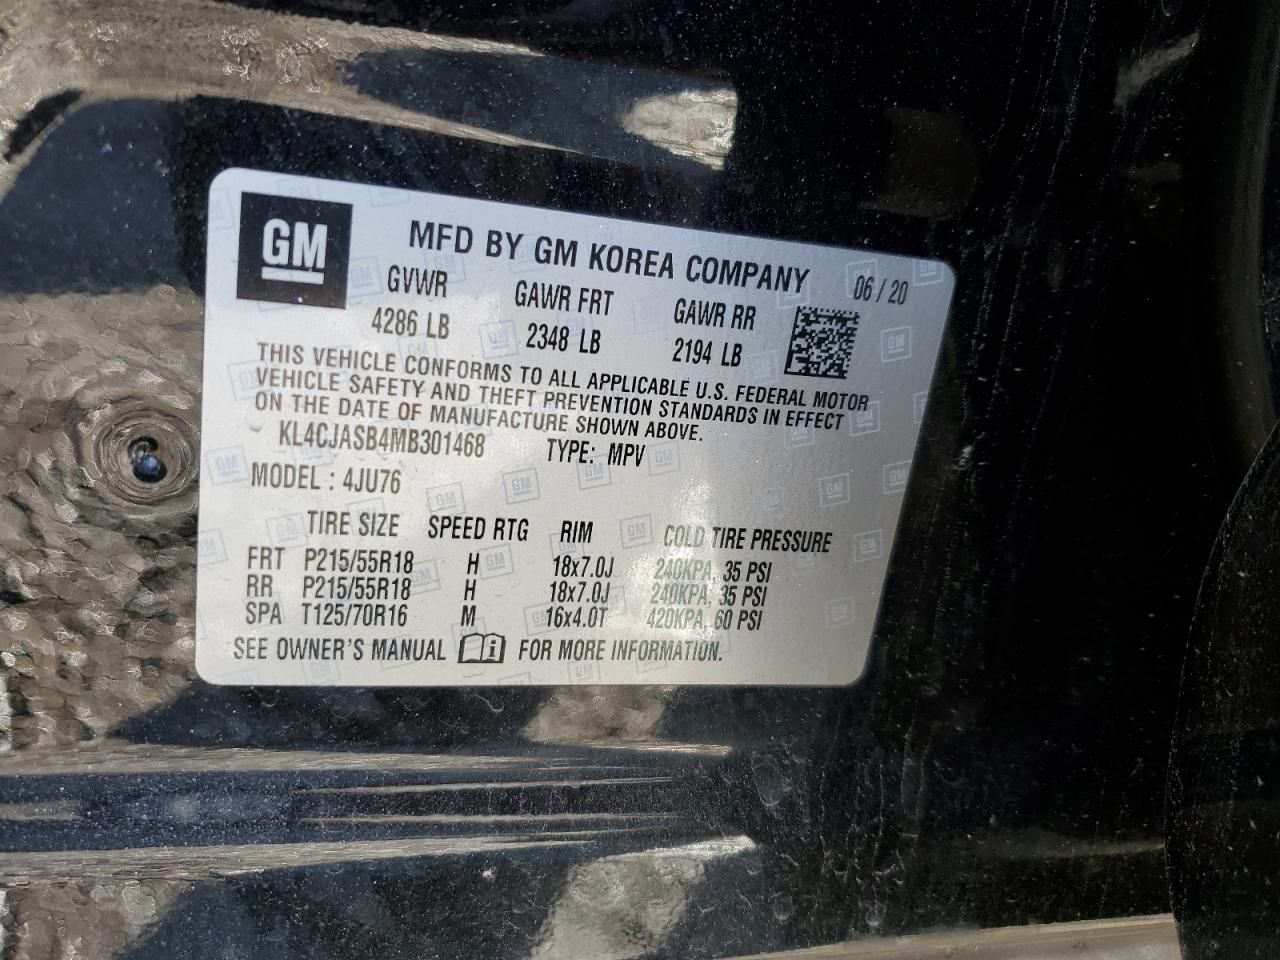 GM
MFD BY GM KOREA COMPANY
GVWR GAWR FRT GAWR RR 06 / 20
4286 LB 2348 LB 2194 LB
THIS VEHICLE CONFORMS TO ALL APPLICABLE U.S. FEDERAL MOTOR
VEHICLE SAFETY AND THEFT PREVENTION STANDARDS IN EFFECT
ON THE DATE OF MANUFACTURE SHOWN ABOVE.
KL4CJASB4MB301468 TYPE: MPV
MODEL : 4JU76
TIRE SIZE SPEED RTG RIM COLD TIRE PRESSURE
FRT P215/55R18 H 18x7.0J 240KPA, 35 PSI
RR P215/55R18 H 18x7.0J 240KPA, 35 PSI
SPA T125/70R16 M 16x4.0T 420KPA, 60 PSI
SEE OWNER'S MANUAL i FOR MORE INFORMATION.